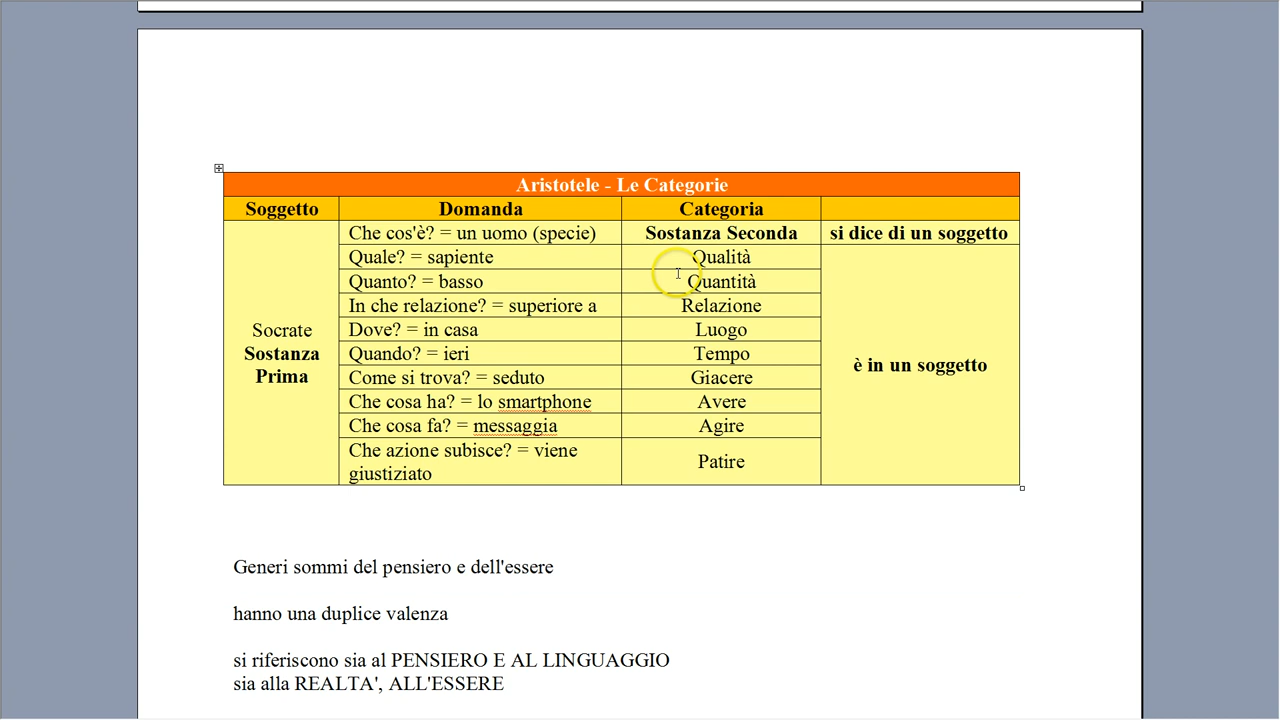 Aristotele - Le Categorie
Soggetto Domanda Categoria
Che cos'è? = un uomo (specie) Sostanza Seconda si dice di un soggetto
Quale? = sapiente Qualità
Quanto? = basso Quantità
In che relazione? = superiore a Relazione
Socrate Dove? = in casa Luogo
Sostanza Quando? = ieri Tempo
Prima Come si trova? = seduto Giacere
è in un soggetto
Che cosa ha? = lo smartphone Avere
Che cosa fa? = messaggia Agire
Che azione subisce? = viene
giustiziato Patire
Generi sommi del pensiero e dell'essere
hanno una duplice valenza
si riferiscono sia al PENSIERO E AL LINGUAGGIO
sia alla REALTA', ALL'ESSERE